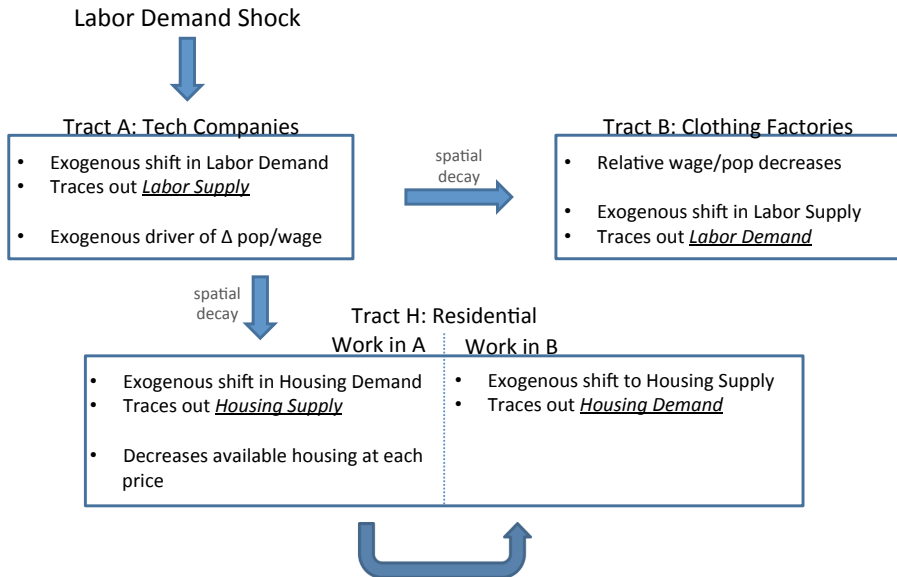 Labor Demand Shock
Tract A: Tech Companies
• Exogenous shift in Labor Demand
• Traces out Labor Supply
• Exogenous driver of Δ pop/wage
spatial
decay
Tract B: Clothing Factories
• Relative wage/pop decreases
• Exogenous shift in Labor Supply
• Traces out Labor Demand
spatial
decay
Tract H: Residential
Work in A
Work in B
• Exogenous shift in Housing Demand
• Traces out Housing Supply
• Decreases available housing at each
price
• Exogenous shift to Housing Supply
• Traces out Housing Demand